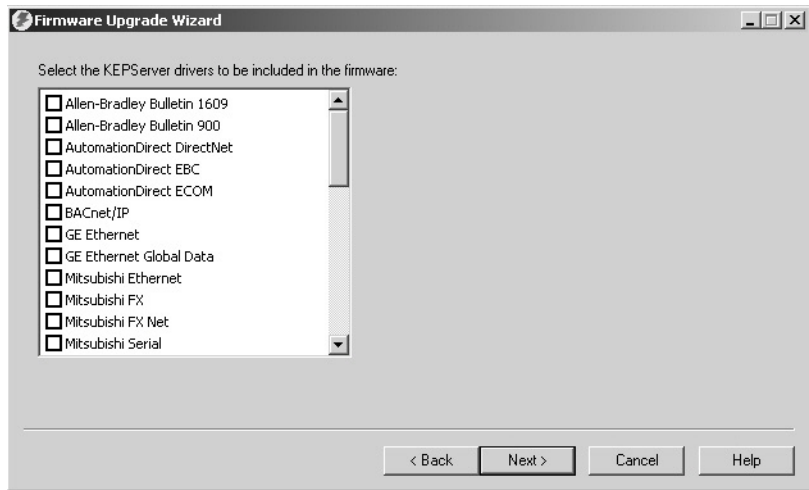 Firmware Upgrade Wizard
Select the KEPServer drivers to be included in the firmware:
Allen-Bradley Bulletin 1609
Allen-Bradley Bulletin 900
AutomationDirect DirectNet
AutomationDirect EBC
AutomationDirect ECOM
BACnet/IP
GE Ethernet
GE Ethernet Global Data
Mitsubishi Ethernet
Mitsubishi FX
Mitsubishi FX Net
Mitsubishi Serial
< Back Next > Cancel Help